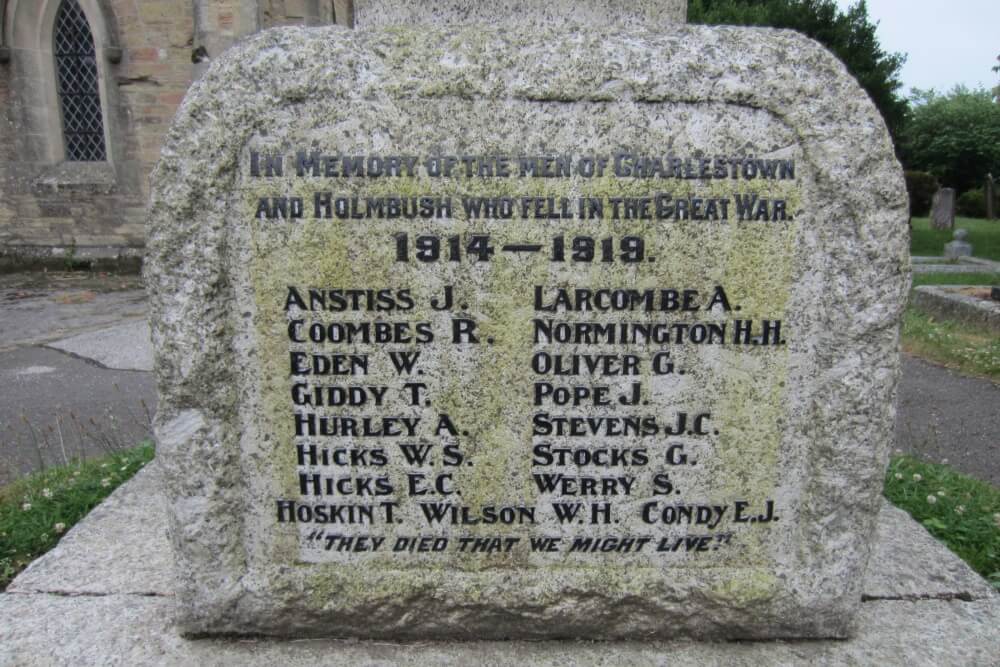 IN MEMORY OF THE MEN OF CHARLESTOWN
AND HOLMBUSH WHO FELL IN THE GREAT WAR.
1914 — 1919.
ANSTISS J. LARCOMBE A.
COOMBES R. NORMINGTON H.H.
EDEN W. OLIVER G.
GIDDY T. POPE J.
HURLEY A. STEVENS J.C.
HICKS W.S. STOCKS G.
HICKS E.C. WERRY S.
HOSKIN T. WILSON W.H. CONDY E.J.
"THEY DIED THAT WE MIGHT LIVE."